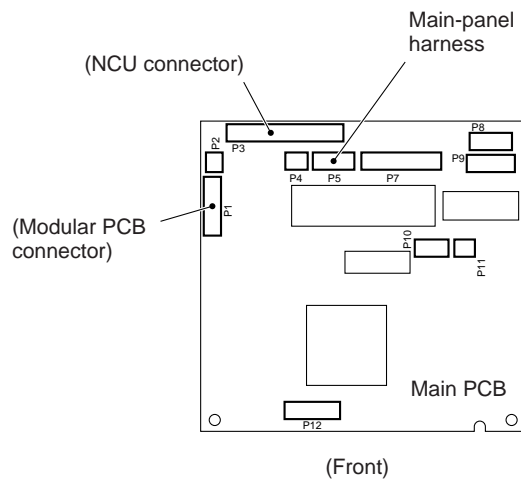 Main-panel
harness
(NCU connector)
P8
P2
P3
P9
P4
P5
P7
(Modular PCB
connector)
P1
P10
P11
Main PCB
P12
(Front)